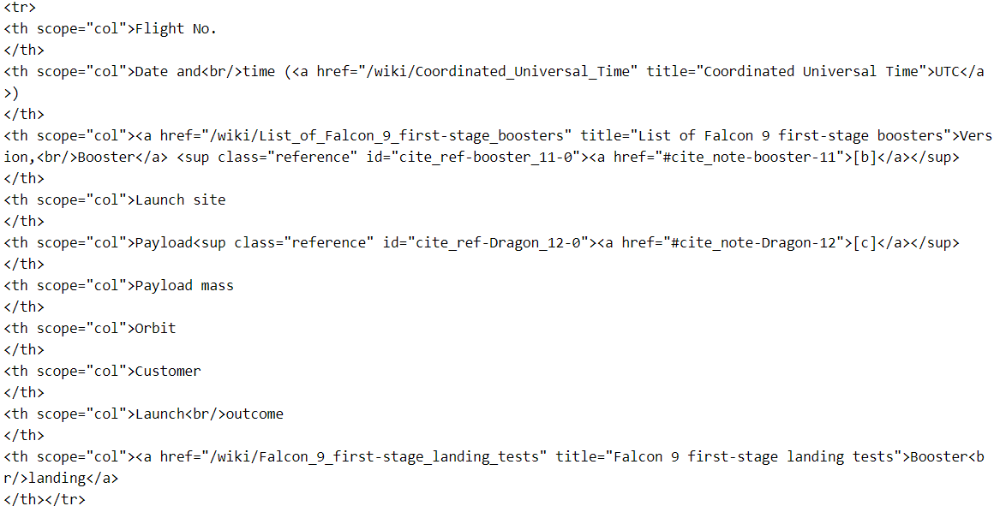 <tr>
<th scope="col">Flight No.
</th>
<th scope="col">Date and<br/>time (<a href="/wiki/Coordinated_Universal_Time" title="Coordinated Universal Time">UTC</a
>)
</th>
<th scope="col"><a href="/wiki/List_of_Falcon_9_first-stage_boosters" title="List of Falcon 9 first-stage boosters">Vers
ion,<br/>Booster</a> <sup class="reference" id="cite_ref-booster_11-0"><a href="#cite_note-booster-11">[b]</a></sup>
</th>
<th scope="col">Launch site
</th>
<th scope="col">Payload<sup class="reference" id="cite_ref-Dragon_12-0"><a href="#cite_note-Dragon-12">[c]</a></sup>
</th>
<th scope="col">Payload mass
</th>
<th scope="col">Orbit
</th>
<th scope="col">Customer
</th>
<th scope="col">Launch<br/>outcome
</th>
<th scope="col"><a href="/wiki/Falcon_9_first-stage_landing_tests" title="Falcon 9 first-stage landing tests">Booster<b
r/>landing</a>
</th></tr>